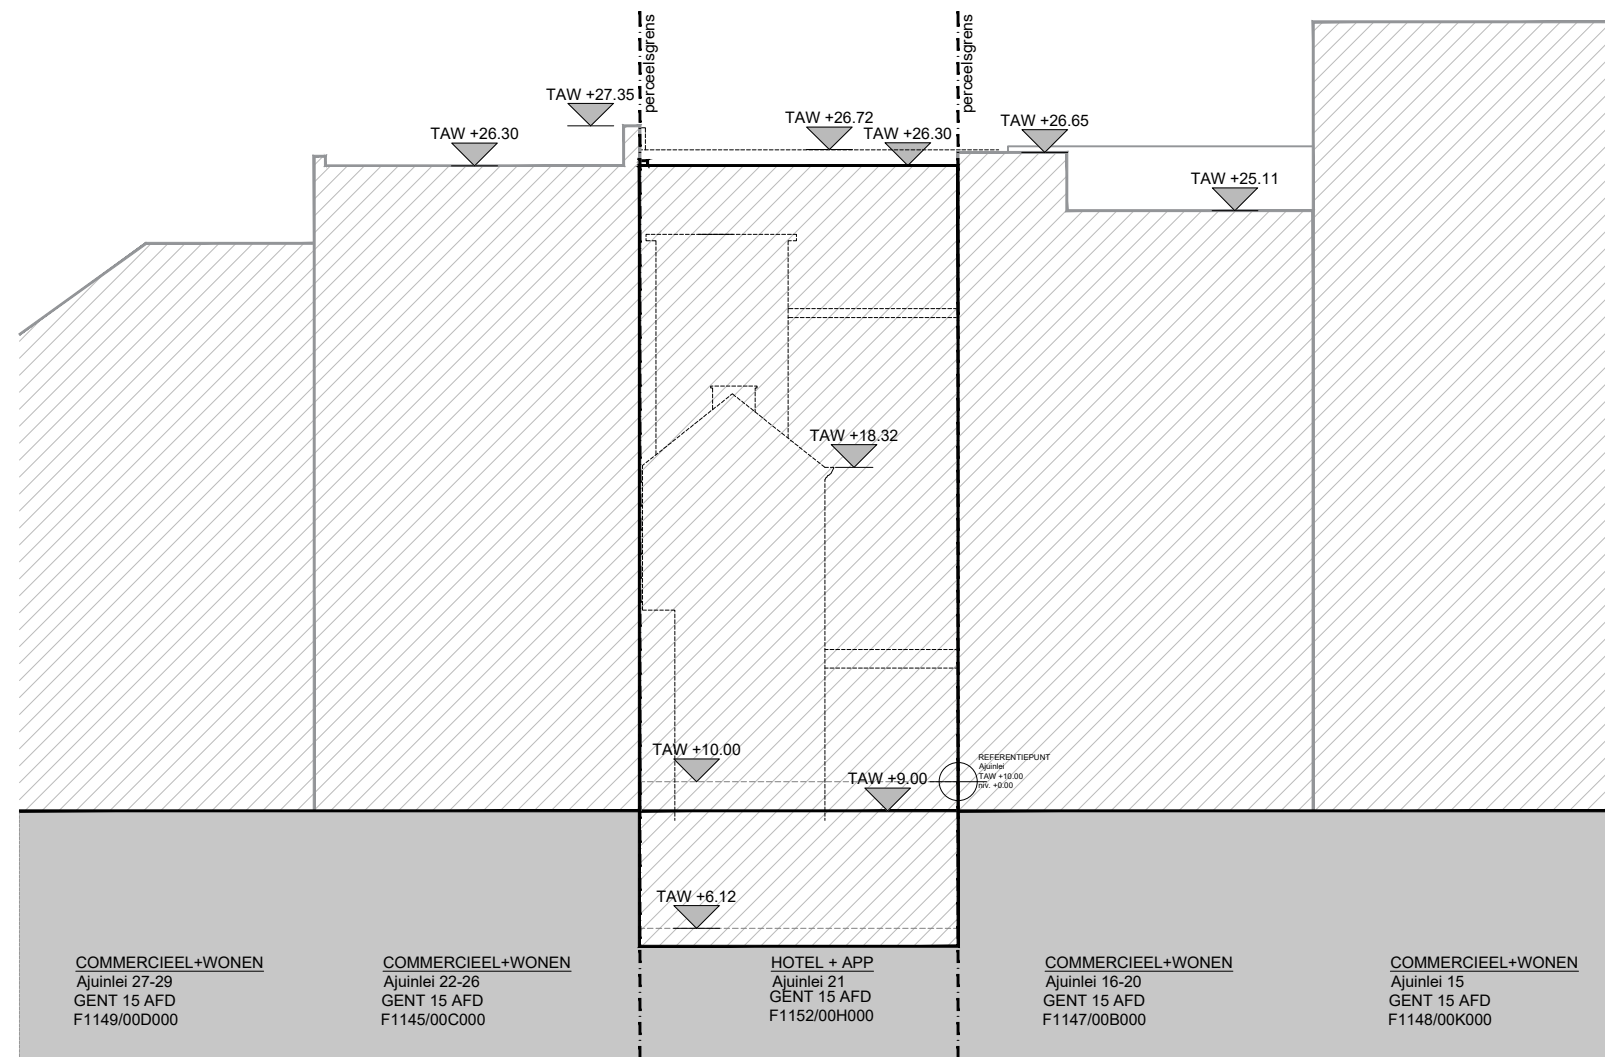 perceelsgrens
perceelsgrens
TAW +27.35
TAW +26.30
TAW +26.72
TAW +26.30
TAW +26.65
TAW +25.11
TAW +18.32
TAW +10.00
TAW +9.00
REFERENTIEPUNT
Ajuinlei
TAW +10.00
niv. +0.00
TAW +6.12
COMMERCIEEL+WONEN
Ajuinlei 27-29
GENT 15 AFD
F1149/00D000
COMMERCIEEL+WONEN
Ajuinlei 22-26
GENT 15 AFD
F1145/00C000
HOTEL + APP
Ajuinlei 21
GENT 15 AFD
F1152/00H000
COMMERCIEEL+WONEN
Ajuinlei 16-20
GENT 15 AFD
F1147/00B000
COMMERCIEEL+WONEN
Ajuinlei 15
GENT 15 AFD
F1148/00K000